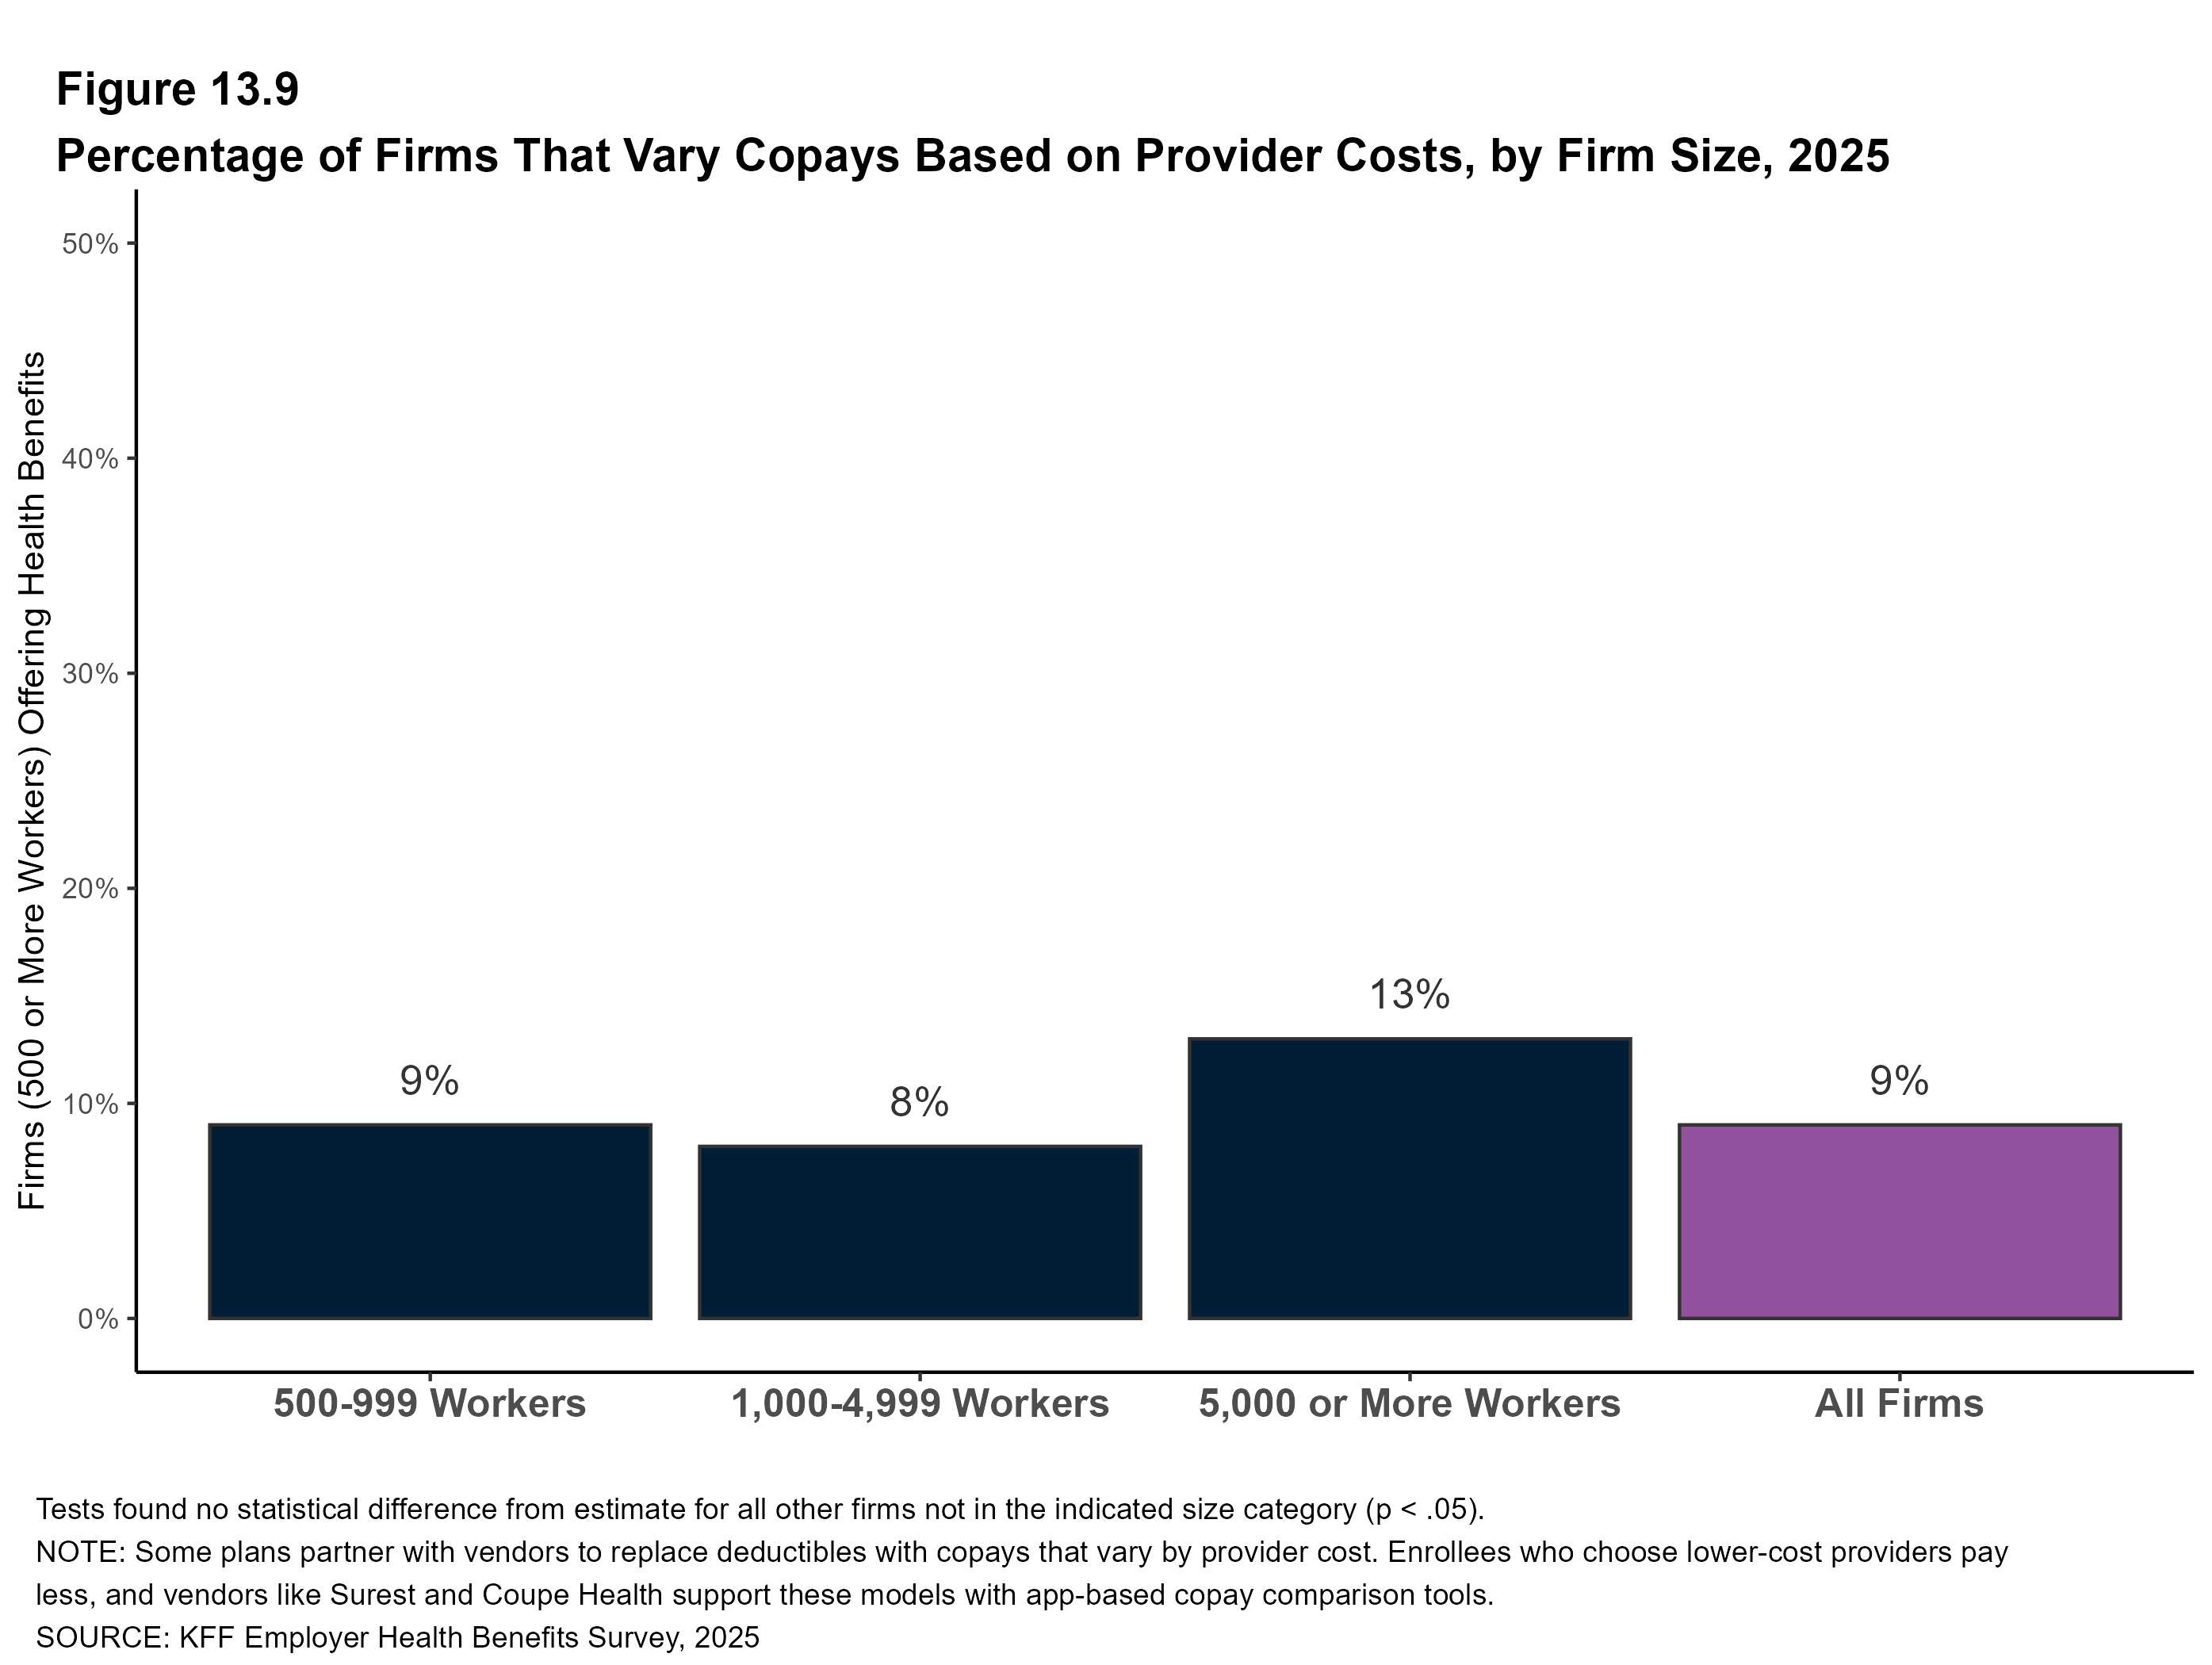 Figure 13.9
Percentage of Firms That Vary Copays Based on Provider Costs, by Firm Size, 2025
Firms (500 or More Workers) Offering Health Benefits
50%
40%
30%
20%
10%
0%
9%
8%
13%
9%
500-999 Workers
1,000-4,999 Workers
5,000 or More Workers
All Firms
Tests found no statistical difference from estimate for all other firms not in the indicated size category (p < .05).
NOTE: Some plans partner with vendors to replace deductibles with copays that vary by provider cost. Enrollees who choose lower-cost providers pay
less, and vendors like Surest and Coupe Health support these models with app-based copay comparison tools.
SOURCE: KFF Employer Health Benefits Survey, 2025